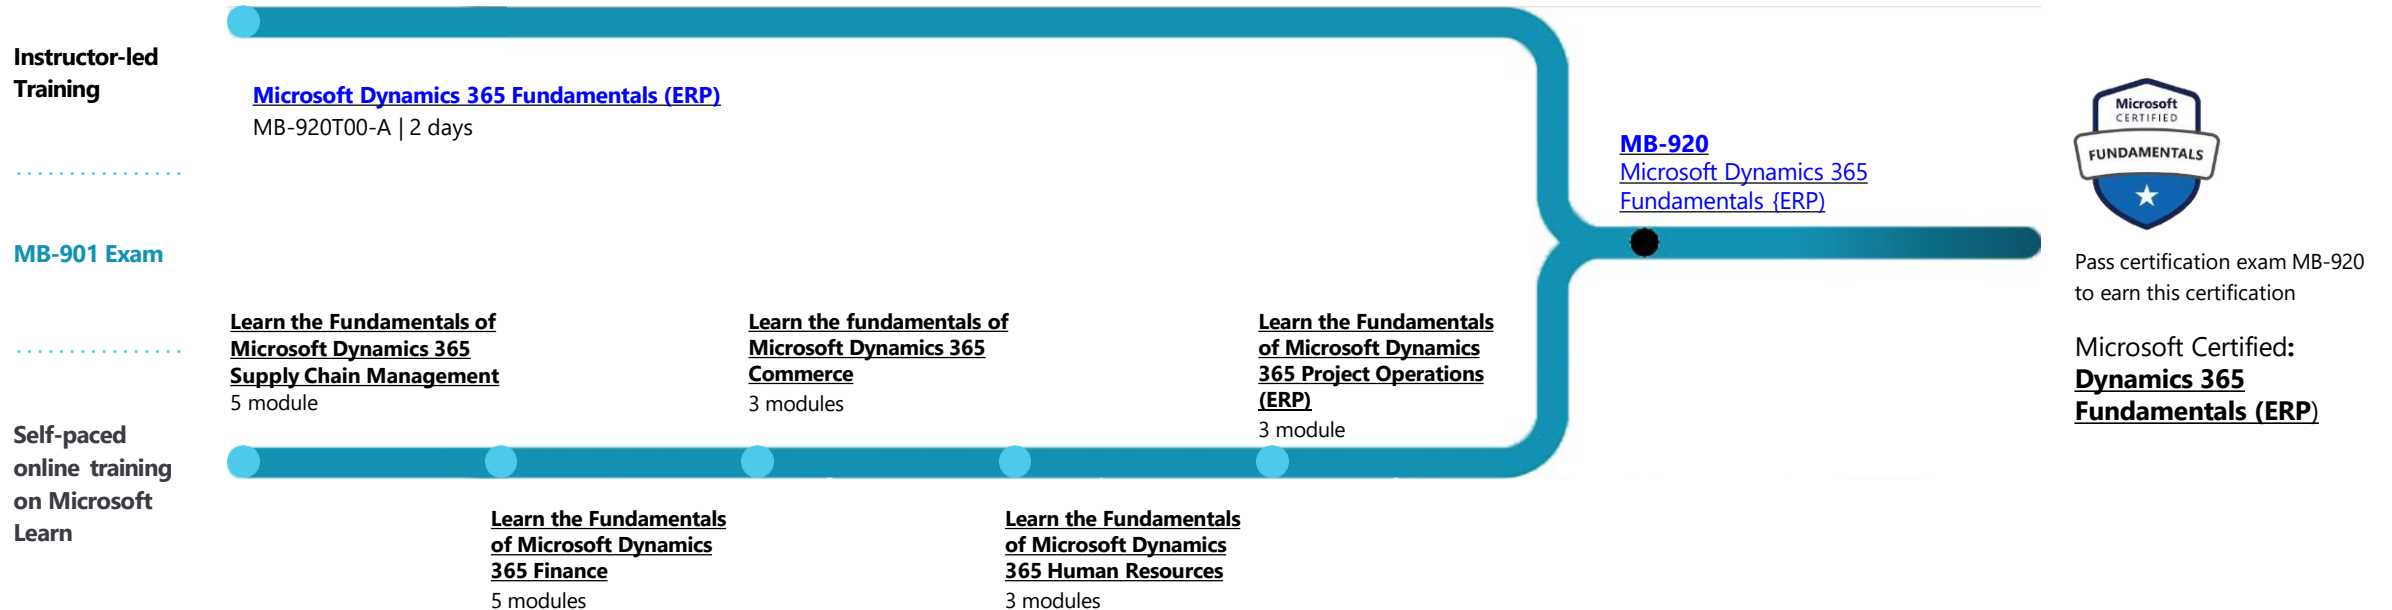 Instructor-led
Training
Microsoft Dynamics 365 Fundamentals (ERP)
MB-920T00-A | 2 days
MB-920
Microsoft Dynamics 365
Fundamentals {ERP)
Microsoft
CERTIFIED
FUNDAMENTALS
MB-901 Exam
Pass certification exam MB-920
to earn this certification
Microsoft Certified:
Dynamics 365
Fundamentals (ERP)
Learn the Fundamentals of
Microsoft Dynamics 365
Supply Chain Management
5 module
Learn the fundamentals of
Microsoft Dynamics 365
Commerce
3 modules
Learn the Fundamentals
of Microsoft Dynamics
365 Project Operations
(ERP)
3 module
Self-paced
online training
on Microsoft
Learn
Learn the Fundamentals
of Microsoft Dynamics
365 Finance
5 modules
Learn the Fundamentals
of Microsoft Dynamics
365 Human Resources
3 modules